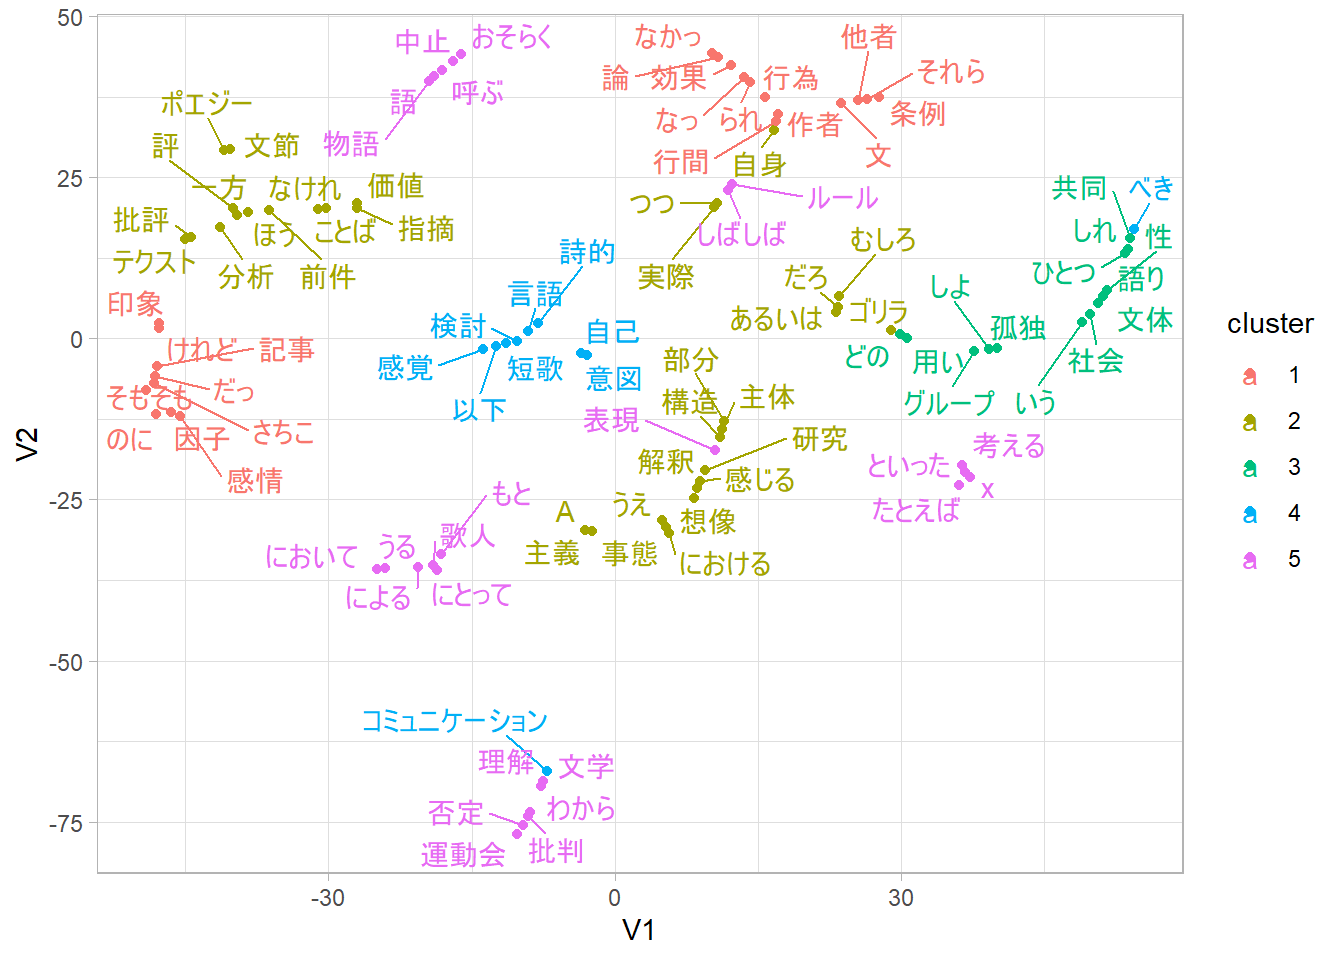 50
25
0
-25
-50
-75
V2
-30
0
30
V1
中止
おそらく
なかっ
他者
論
効果
行為
それら
語
呼ぶ
ポエジー
なっ
られ
作者
条例
物語
評
文節
行間
自身
文
一方
なけれ
価値
つつ
ルール
共同
べき
批評
ほう
ことば
指摘
しばしば
しれ
性
テクスト
分析
前件
詩的
実際
むしろ
だろ
ひとつ
語り
印象
言語
しよ
検討
自己
あるいは
ゴリラ
孤独
文体
けれど
記事
感覚
短歌
意図
部分
どの
用い
社会
そもそも
だっ
以下
構造
主体
グループ
いう
のに
因子
さちこ
表現
研究
考える
感情
解釈
感じる
といった
もと
A
うえ
想像
x
たとえば
において
うる
歌人
主義
事態
における
による
にとって
コミュニケーション
理解
文学
否定
わから
運動会
批判
cluster
a 1
a 2
a 3
a 4
a 5